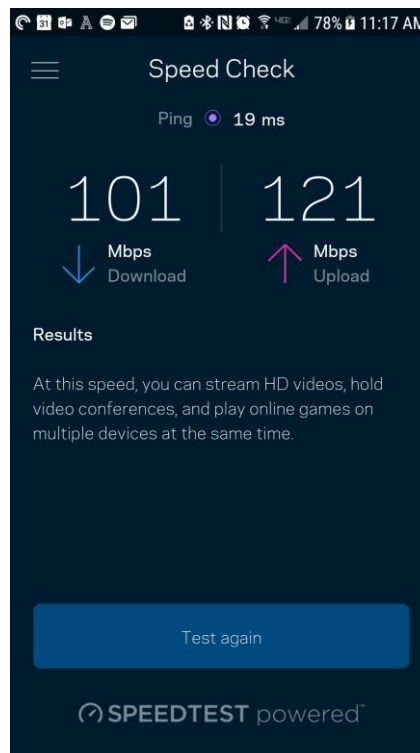 31 78% 11:17 AM
Speed Check
Ping 19 ms
101 121
Mbps Mbps
Download Upload
Results
At this speed, you can stream HD videos, hold
video conferences, and play online games on
multiple devices at the same time.
Test again
SPEEDTEST powered™